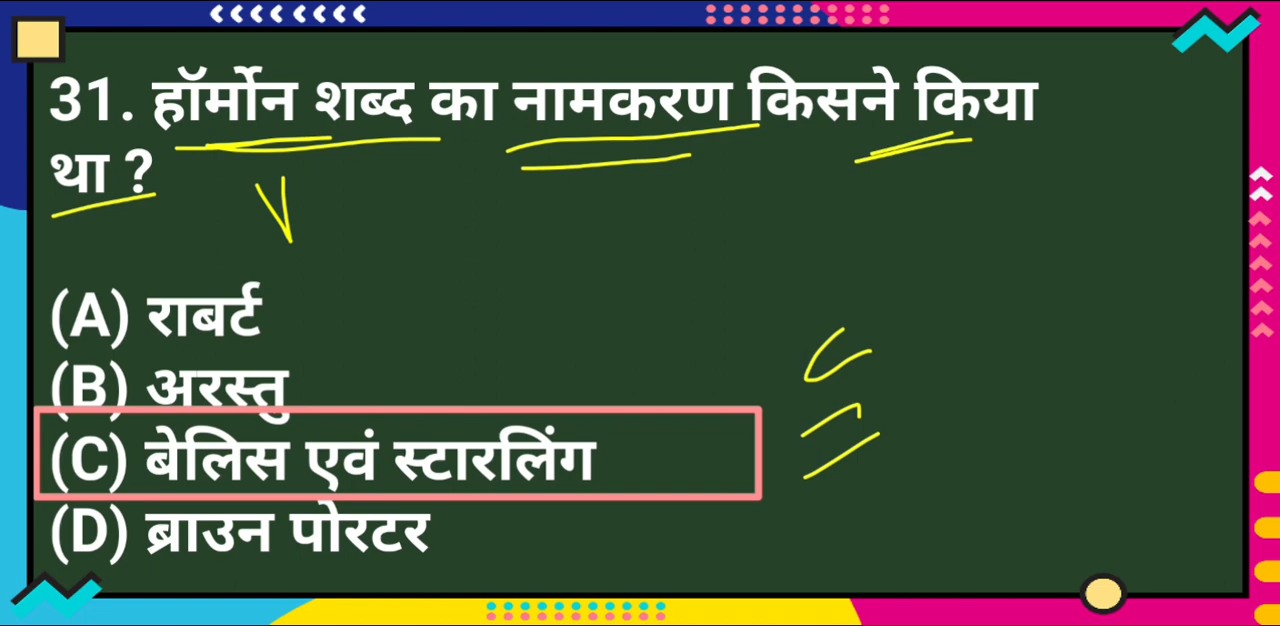 31. हॉर्मोन शब्द का नामकरण किसने किया
था ?
(A) राबर्ट
(B) अरस्तु
(C) बेलिस एवं स्टारलिंग
(D) ब्राउन पोरटर
C